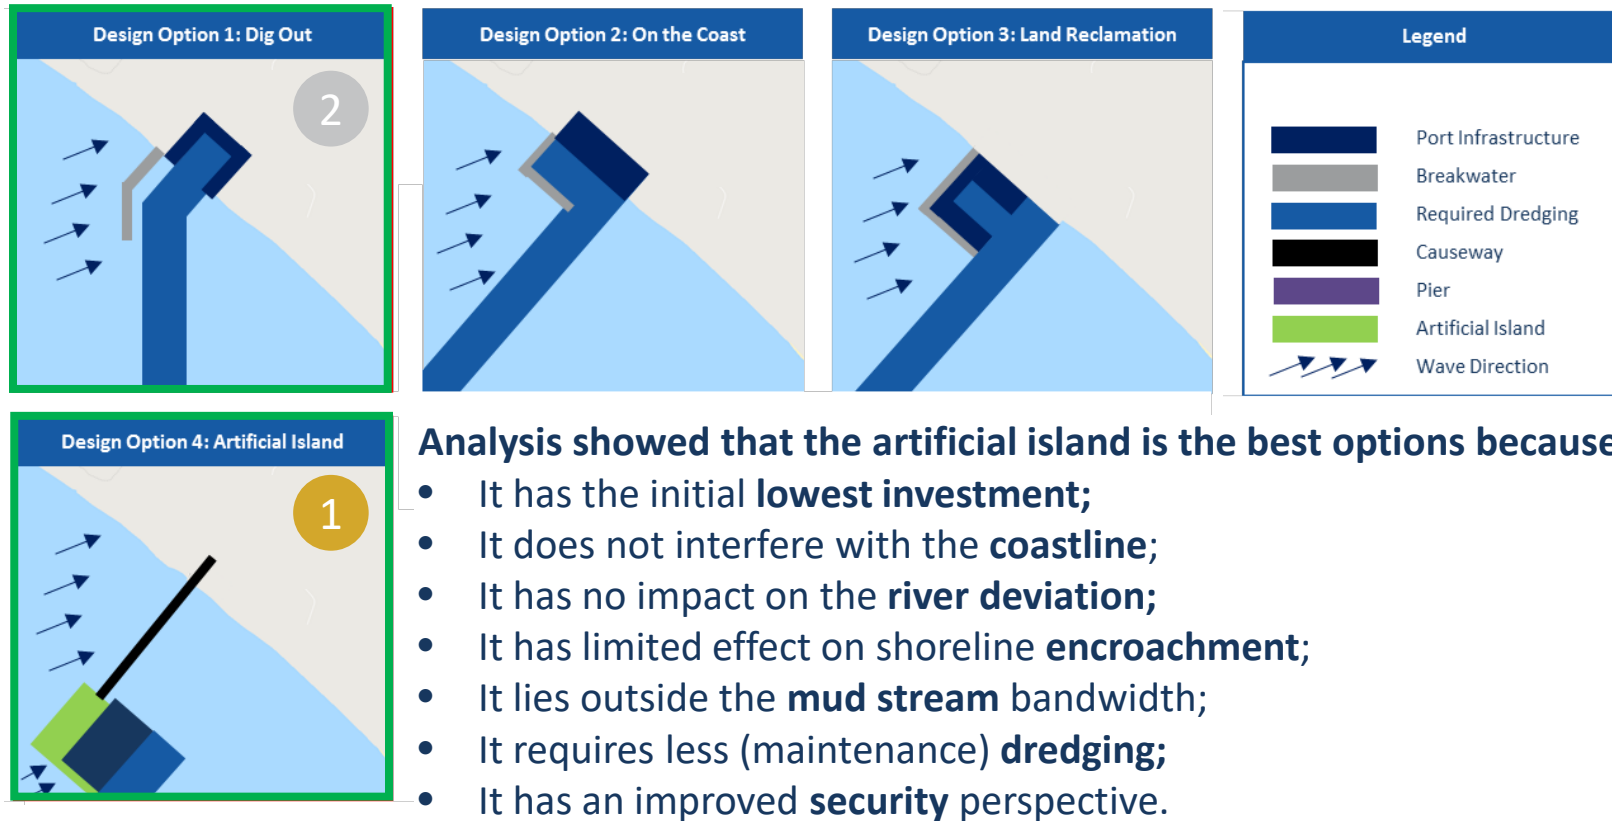 Design Option 1: Dig Out
2
Design Option 2: On the Coast
Design Option 3: Land Reclamation
Legend
Port Infrastructure
Breakwater
Required Dredging
Causeway
Pier
Artificial Island
Wave Direction
Design Option 4: Artificial Island
1
Analysis showed that the artificial island is the best options because
• It has the initial lowest investment;
• It does not interfere with the coastline;
• It has no impact on the river deviation;
• It has limited effect on shoreline encroachment;
• It lies outside the mud stream bandwidth;
• It requires less (maintenance) dredging;
• It has an improved security perspective.